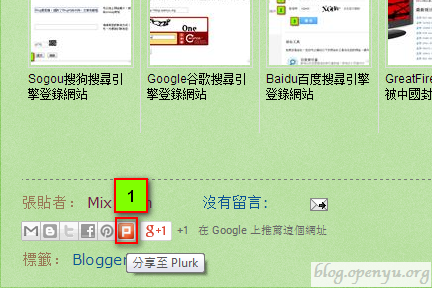 Sogou搜狗搜尋引
擎登錄網站
Google谷歌搜尋引
擎登錄網站
Baidu百度搜尋引擎
登錄網站
GreatFire
被中國封
張貼者： Mix
1
沒有留言:
g+1 +1 在 Google 上推薦這個網址
分享至 Plurk
標籤： Blogger
blog.openyu.org